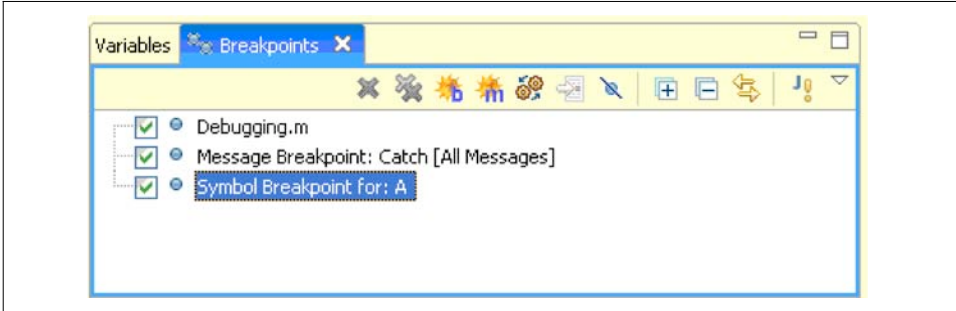 Variables Breakpoints
b m J
Debugging.m
Message Breakpoint: Catch [All Messages]
Symbol Breakpoint for: A